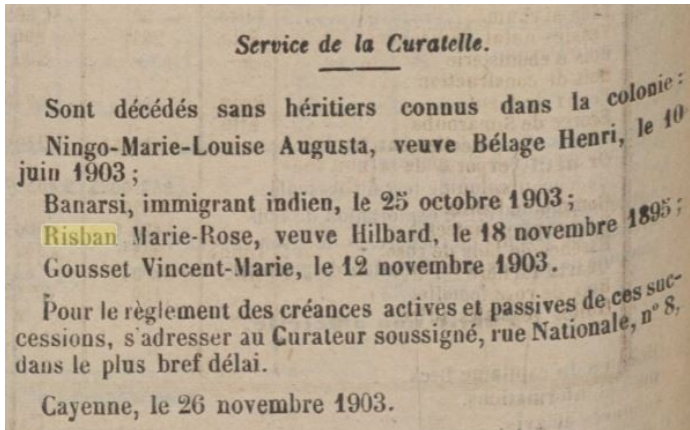 Service de la Curatelle.
Sont décédés sans héritiers connus dans la colonie :
Ningo-Marie-Louise Augusta, veuve Bélage Henri, le 10
juin 1903 ;
Banarsi, immigrant indien, le 25 octobre 1903 ;
Risban Marie-Rose, veuve Hilbard, le 18 novembre 1895 ;
Gousset Vincent-Marie, le 12 novembre 1903.
Pour le règlement des créances actives et passives de ces suc-
cessions, s'adresser au Curateur soussigné, rue Nationale, n° 8,
dans le plus bref délai.
Cayenne, le 26 novembre 1903.